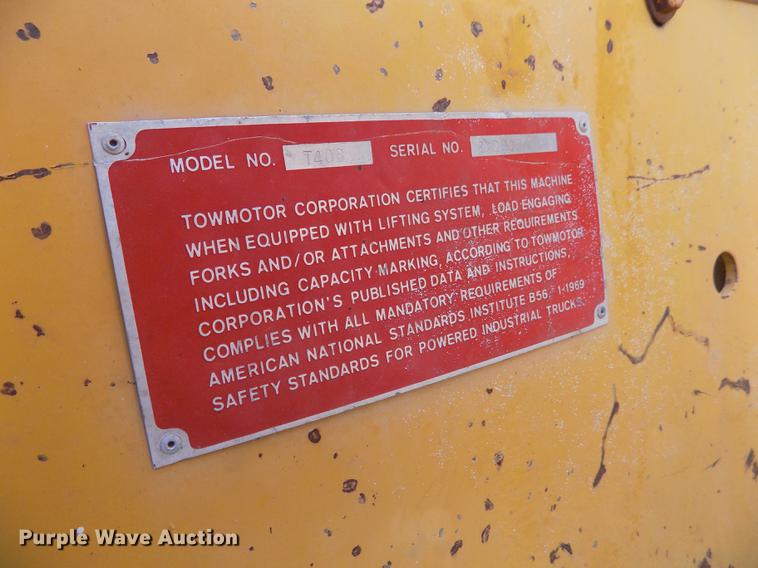 MODEL NO. T40B SERIAL NO.
TOWMOTOR CORPORATION CERTIFIES THAT THIS MACHINE
WHEN EQUIPPED WITH LIFTING SYSTEM, LOAD ENGAGING
FORKS AND/OR ATTACHMENTS AND OTHER REQUIREMENTS
INCLUDING CAPACITY MARKING, ACCORDING TO TOWMOTOR
CORPORATION'S PUBLISHED DATA AND INSTRUCTIONS,
COMPLIES WITH ALL MANDATORY REQUIREMENTS OF
AMERICAN NATIONAL STANDARDS INSTITUTE B56. 1-1969
SAFETY STANDARDS FOR POWERED INDUSTRIAL TRUCKS.
Purple Wave Auction